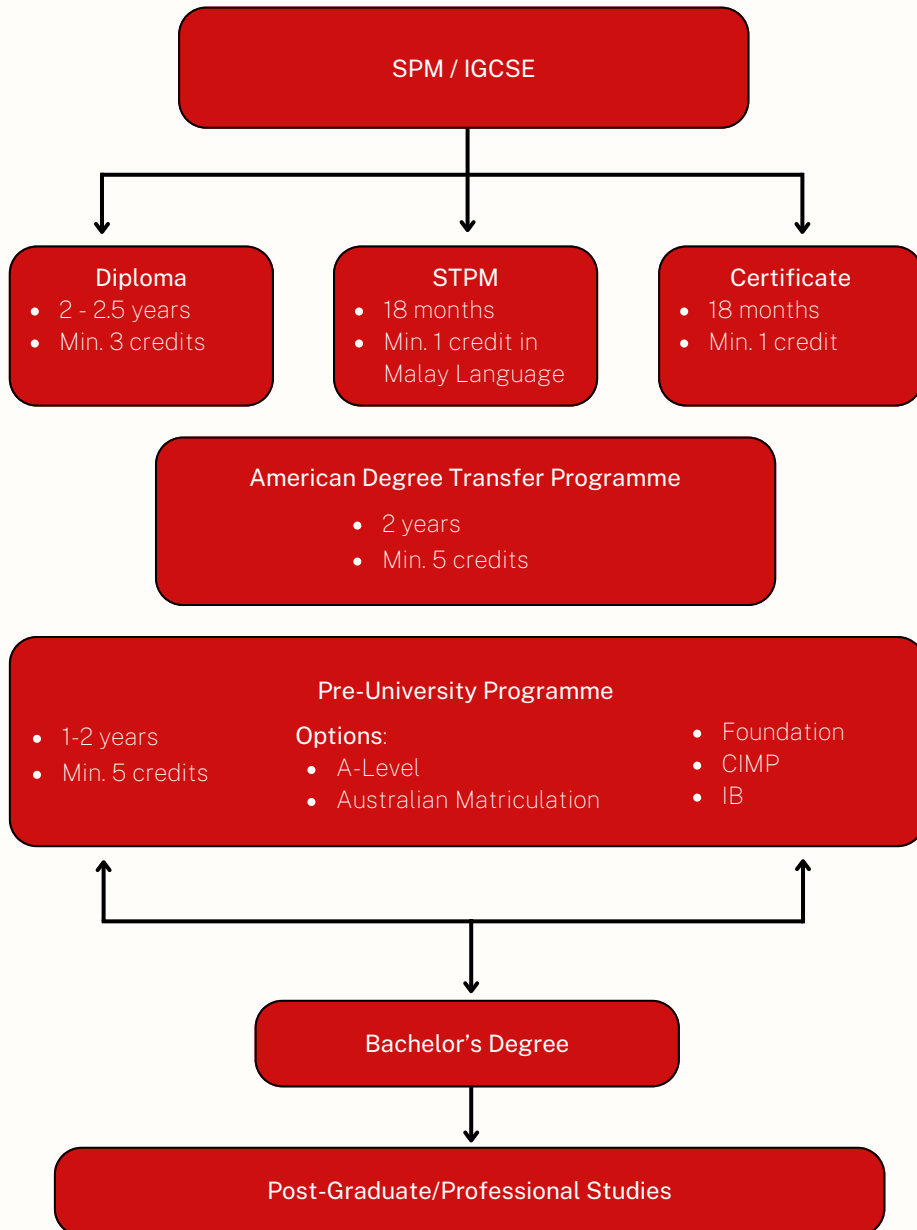 SPM / IGCSE
Diploma
• 2 - 2.5 years
• Min. 3 credits
STPM
• 18 months
• Min. 1 credit in
Malay Language
Certificate
• 18 months
• Min. 1 credit
American Degree Transfer Programme
• 2 years
• Min. 5 credits
Pre-University Programme
• 1-2 years
• Min. 5 credits
Options:
• A-Level
• Australian Matriculation
• Foundation
• CIMP
• IB
Bachelor’s Degree
Post-Graduate/Professional Studies